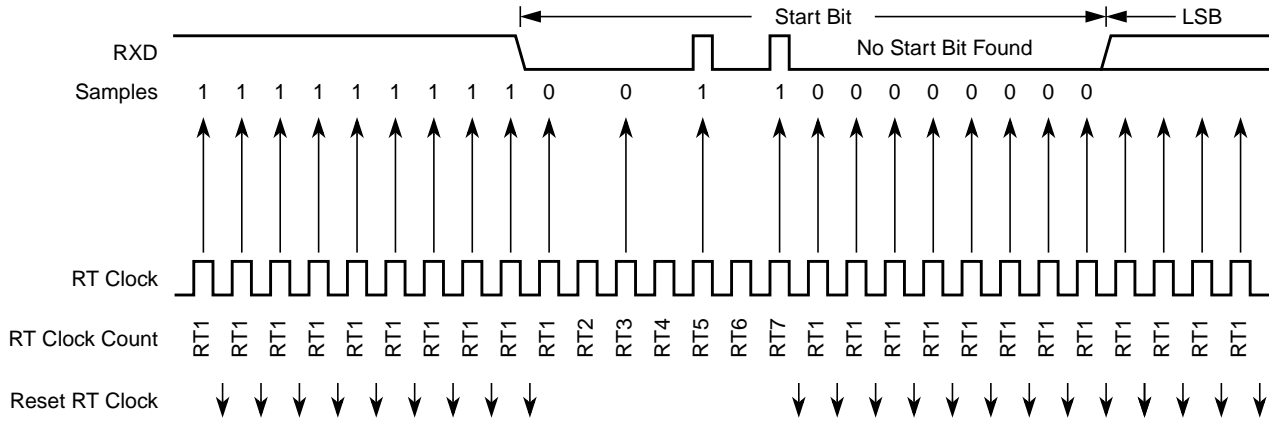 Start Bit LSB
RXD No Start Bit Found
Samples 1 1 1 1 1 1 1 1 1 0 0 1 1 0 0 0 0 0 0 0 0
RT Clock
RT Clock Count RT1 RT1 RT1 RT1 RT1 RT1 RT1 RT1 RT1 RT1 RT2 RT3 RT4 RT5 RT6 RT7 RT1 RT1 RT1 RT1 RT1 RT1 RT1 RT1 RT1 RT1 RT1 RT1
Reset RT Clock